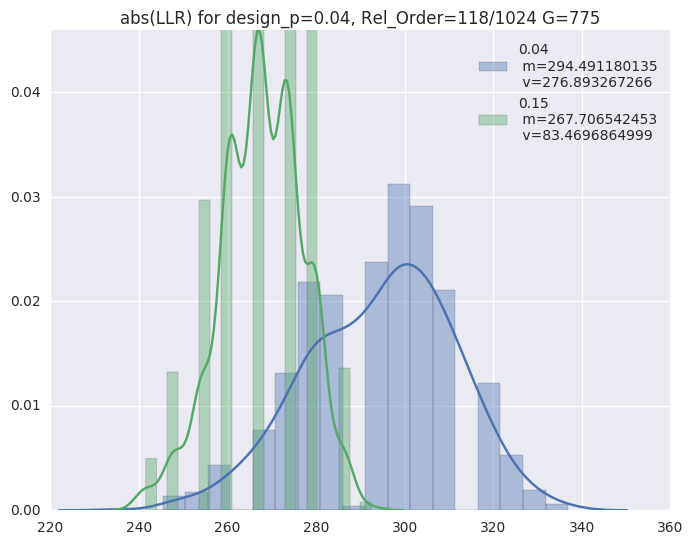 abs(LLR) for design_p=0.04, Rel_Order=118/1024 G=775
0.04
m=294.491180135
v=276.893267266
0.15
m=267.706542453
v=83.4696864999
0.04
0.03
0.02
0.01
0.00
220 240 260 280 300 320 340 360